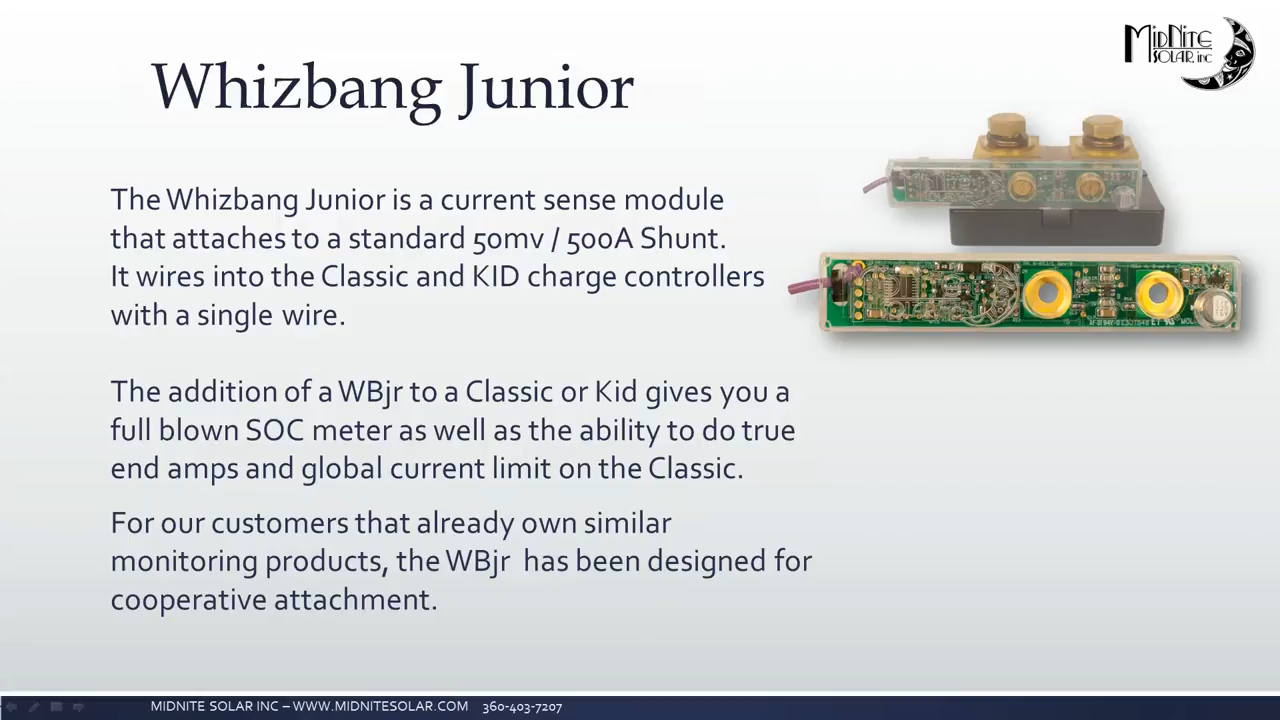 MIDNITE
SOLAR, inc
Whizbang Junior
The Whizbang Junior is a current sense module
that attaches to a standard 50mv / 500A Shunt.
It wires into the Classic and KID charge controllers
with a single wire.
The addition of a WBjr to a Classic or Kid gives you a
full blown SOC meter as well as the ability to do true
end amps and global current limit on the Classic.
For our customers that already own similar
monitoring products, the WBjr has been designed for
cooperative attachment.
MIDNITE SOLAR INC – WWW.MIDNITESOLAR.COM 360-403-7207